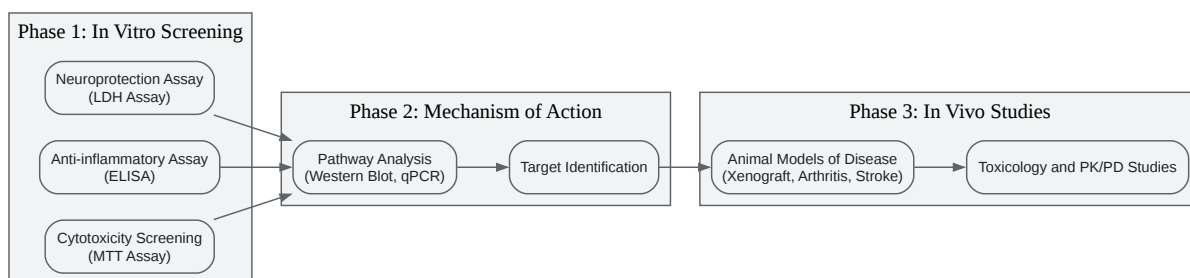 Phase 1: In Vitro Screening
Neuroprotection Assay
(LDH Assay)
Anti-inflammatory Assay
(ELISA)
Cytotoxicity Screening
(MTT Assay)
Phase 2: Mechanism of Action
Pathway Analysis
(Western Blot, qPCR)
Target Identification
Phase 3: In Vivo Studies
Animal Models of Disease
(Xenograft, Arthritis, Stroke)
Toxicology and PK/PD Studies